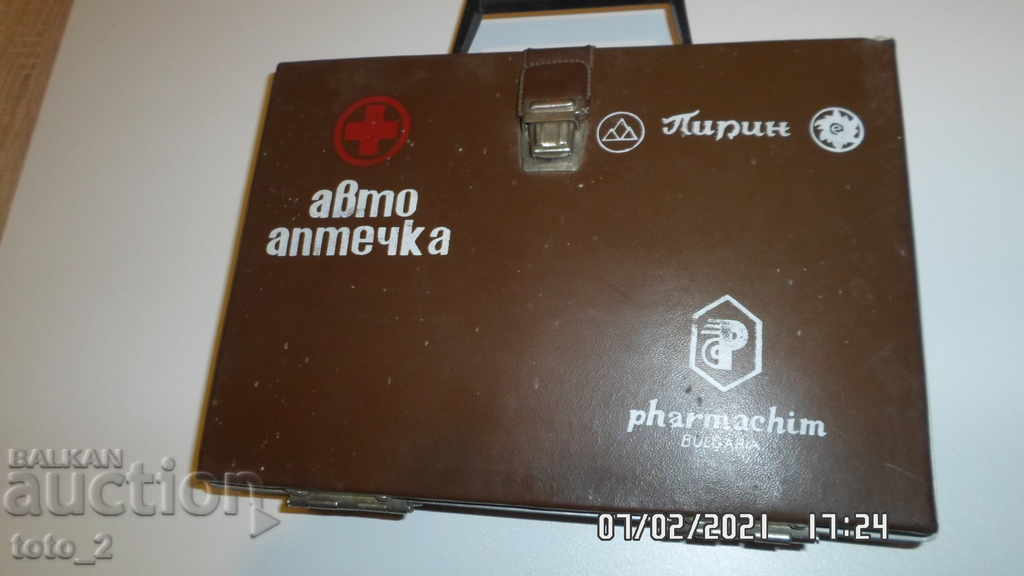 Пирин
авто
аптечка
pharmachim
BULGARIA
BALKAN
auction
toto_2
07/02/2021 17:24